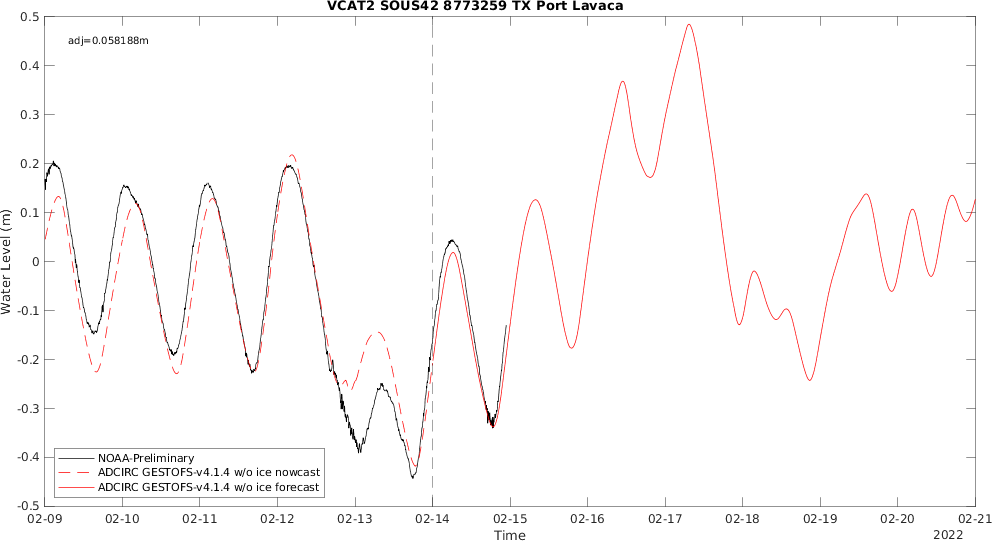 VCAT2 SOUS42 8773259 TX Port Lavaca
adj=0.058188m
Water Level (m)
0.5
0.4
0.3
0.2
0.1
0
-0.1
-0.2
-0.3
-0.4
-0.5
NOAA-Preliminary
ADCIRC GESTOFS-v4.1.4 w/o ice nowcast
ADCIRC GESTOFS-v4.1.4 w/o ice forecast
02-09 02-10 02-11 02-12 02-13 02-14 02-15 02-16 02-17 02-18 02-19 02-20 02-21
Time
2022